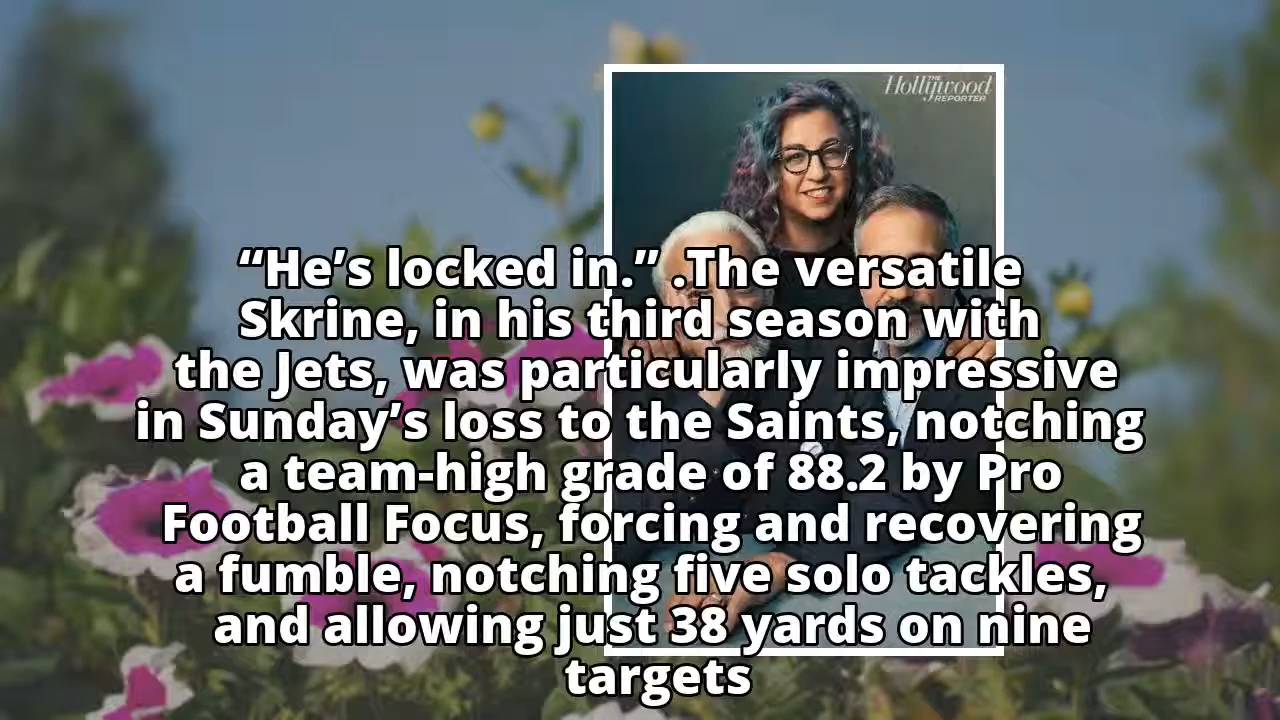 THE
Hollywood
REPORTER
“He’s locked in.” .The versatile
Skrine, in his third season with
the Jets, was particularly impressive
in Sunday’s loss to the Saints, notching
a team-high grade of 88.2 by Pro
Football Focus, forcing and recovering
a fumble, notching five solo tackles,
and allowing just 38 yards on nine
targets